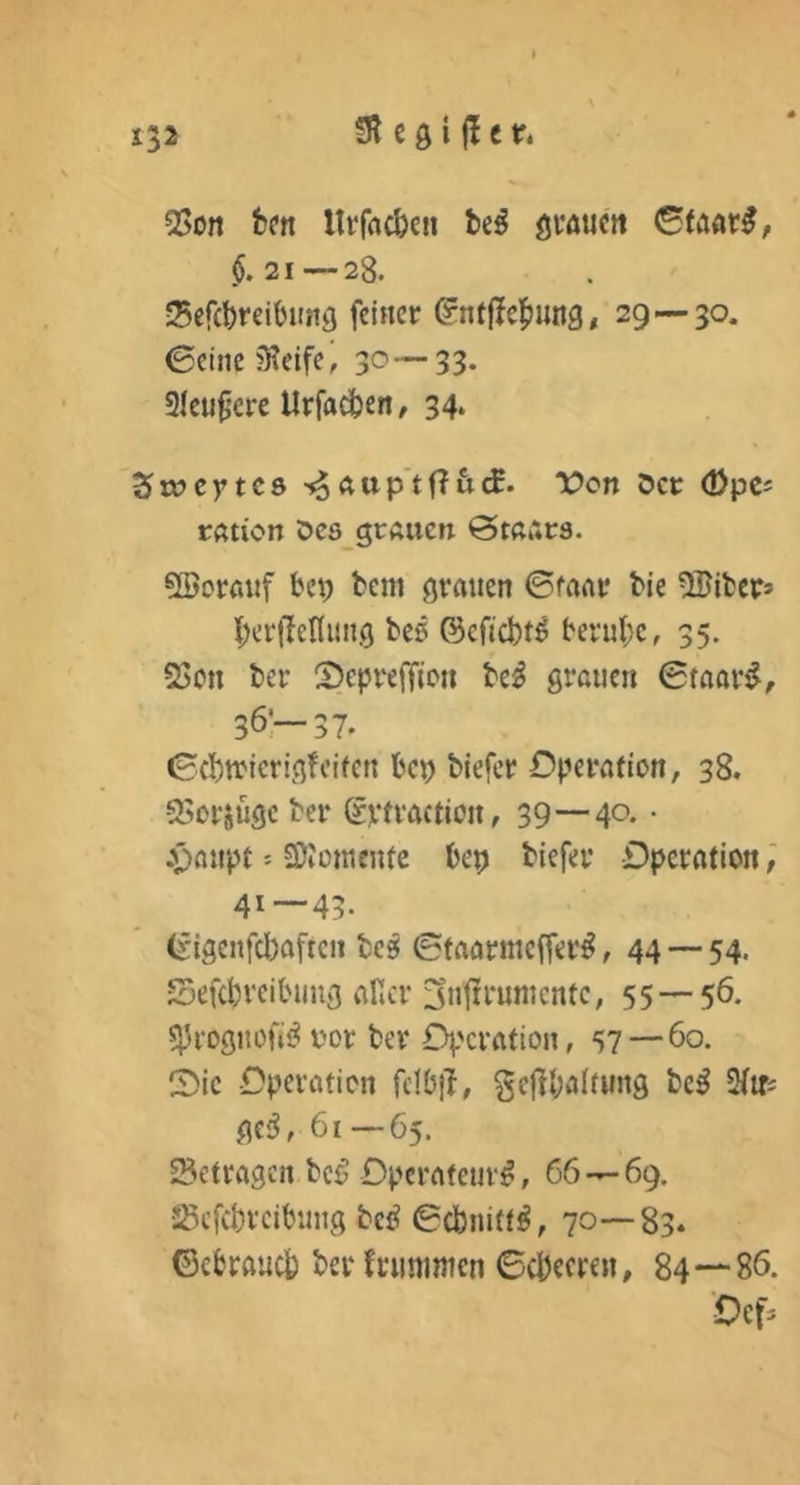 132 Register.
Von den Ursachen des grauen Staars,
§. 21 — 28.
Beschreibung seiner Entstehung, 29 — 30.
Seine Reife, 30 — 33.
Aeußere Ursachen, 34.
Zweytes Hauptstück. Von der Ope-
ration des grauen Staars.
Worauf bey dem grauen Staar die Wider-
herstellung des Gesichts beruhe, 35.
Von der Depression des grauen Staars,
36 — 37.
Schwierigkeiten bey dieser Operation, 38.
Vorzüge der Extraction, 39 — 40.
Haupt-Momente bey dieser Operation,
41 — 43.
Eigenschaften des Staarmessers, 44 — 54.
Beschreibung aller Instrumente, 55 — 56.
Prognosis vor der Operation, 57 — 60.
Die Operation selbst, Festhaltung des Au-
ges, 61 — 65.
Betragen des Operateurs, 66 — 69.
Beschreibung des Schnitts, 70 — 83.
Gebrauch der krummen Scheeren, 84 — 86.
Oef-